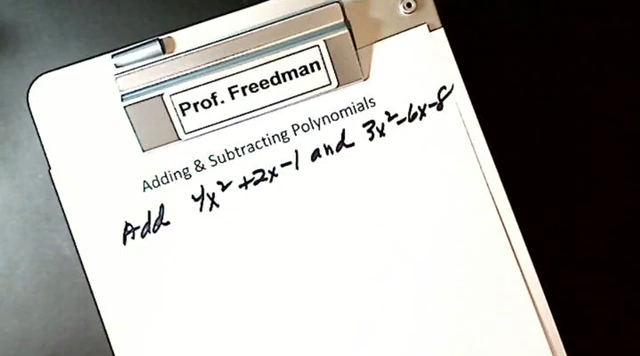 Prof. Freedman
Adding & Subtracting Polynomials
Add 4x²+2x-1 and 3x²-6x-8